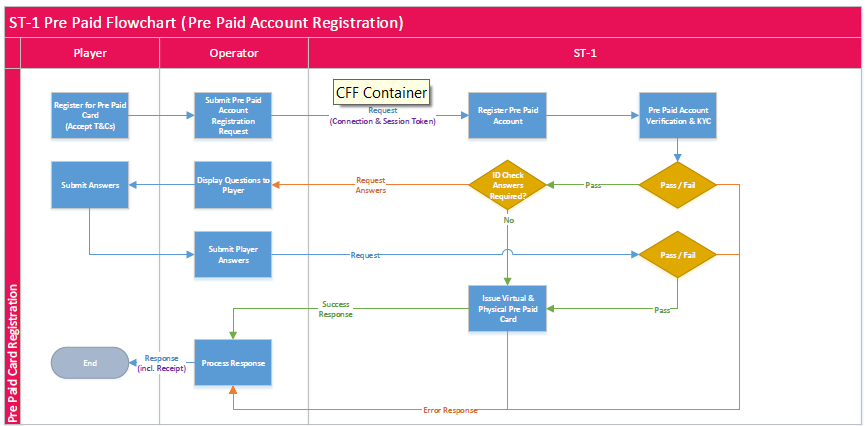 ST-1 Pre Paid Flowchart (Pre Paid Account Registration)
Player
Operator
ST-1
Pre Paid Card Registration
CFF Container
Register for Pre Paid
Card
(Accept T&Cs)
Submit Pre Paid
Account
Registration
Request
Request
(Connection & Session Token)
Register Pre Paid
Account
Pre Paid Account
Verification & KYC
Submit Answers
Display Questions to
Player
Request
Answers
ID Check
Answers
Required?
Pass
Pass / Fail
No
Submit Player
Answers
Request
Pass / Fail
Success
Response
Issue Virtual &
Physical Pre Paid
Card
Pass
End
Response
(incl. Receipt)
Process Response
Error Response